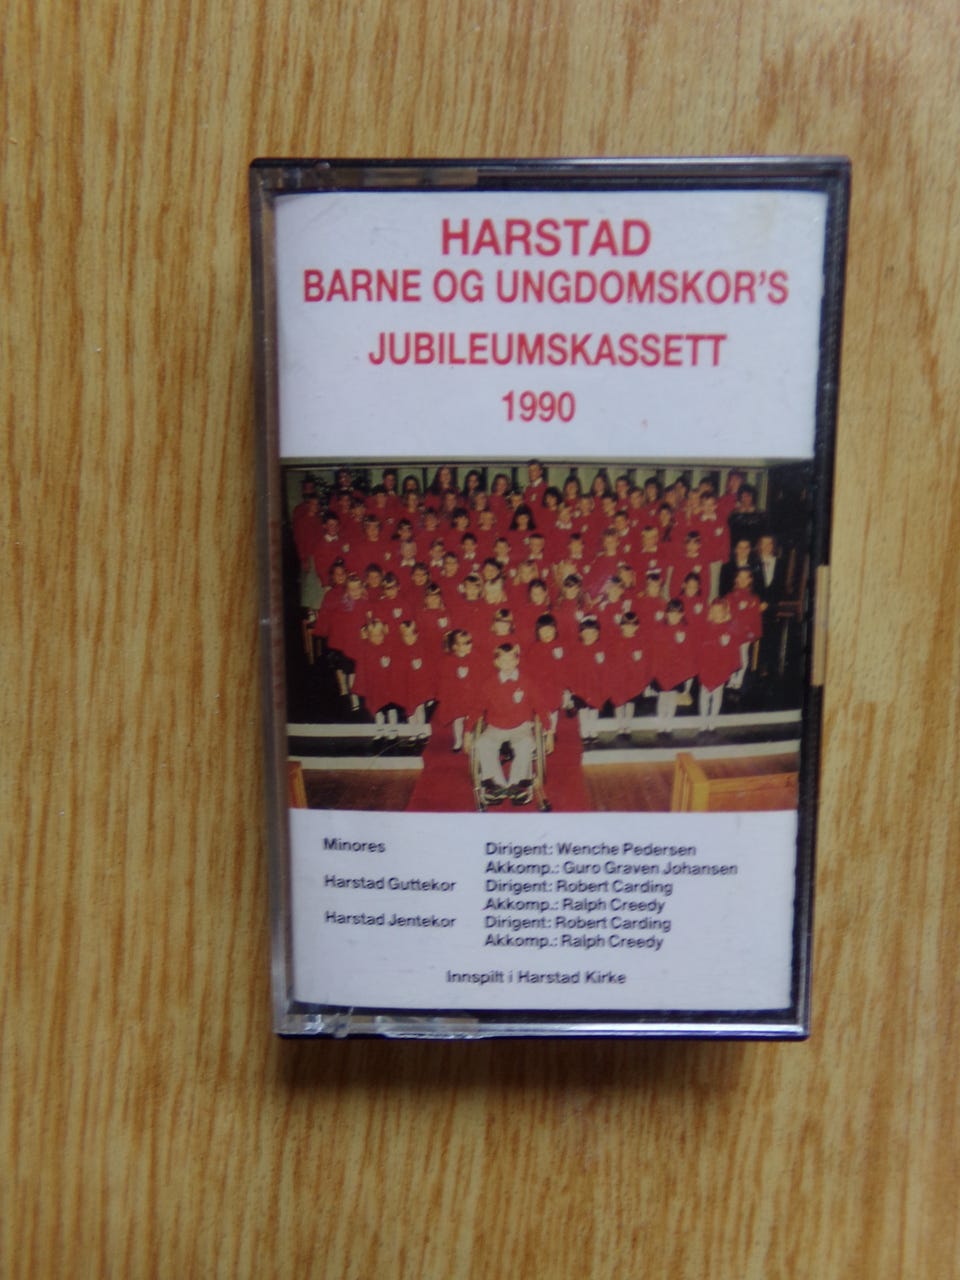 HARSTAD
BARNE OG UNGDOMSKOR'S
JUBILEUMSKASSETT
1990
Minores Dirigent: Wenche Pedersen
Akkomp.: Guro Graven Johansen
Harstad Guttekor Dirigent: Robert Carding
Akkomp.: Ralph Creedy
Harstad Jentekor Dirigent: Robert Carding
Akkomp.: Ralph Creedy
Innspilt i Harstad Kirke